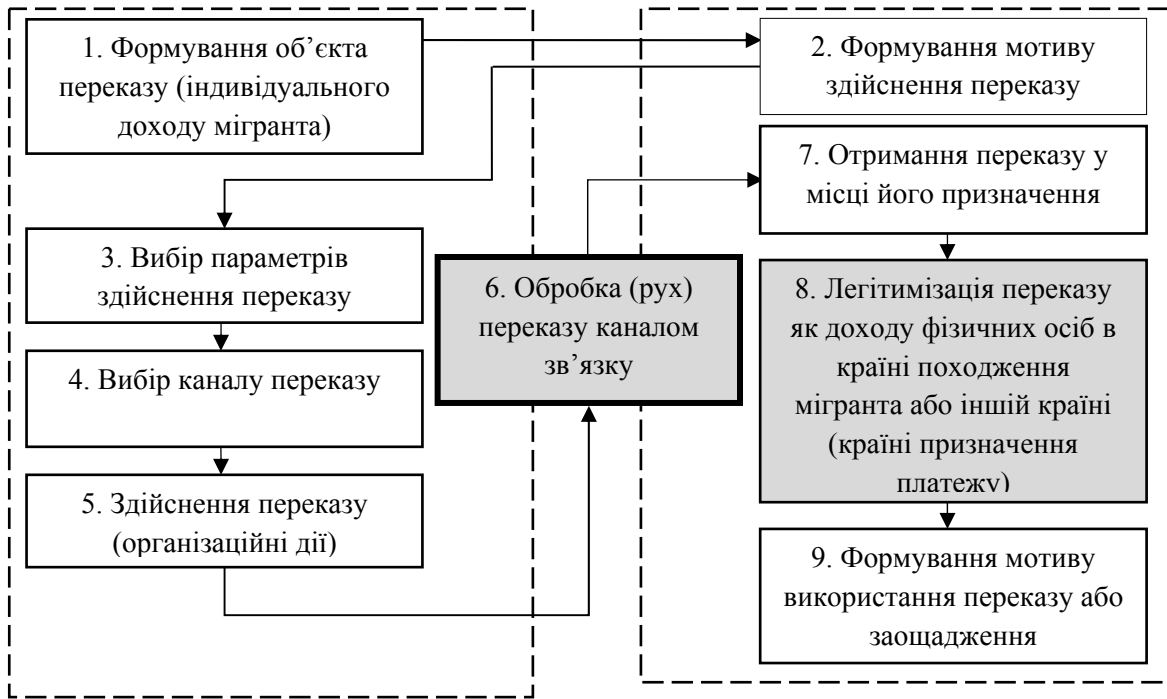 1. Формування об’єкта
переказу (індивідуального
доходу мігранта)
2. Формування мотиву
здійснення переказу
3. Вибір параметрів
здійснення переказу
4. Вибір каналу переказу
5. Здійснення переказу
(організаційні дії)
6. Обробка (рух)
переказу каналом
зв’язку
7. Отримання переказу у
місці його призначення
8. Легітимізація переказу
як доходу фізичних осіб в
країні походження
мігранта або іншій країні
(країні призначення
платежу)
9. Формування мотиву
використання переказу або
заощадження